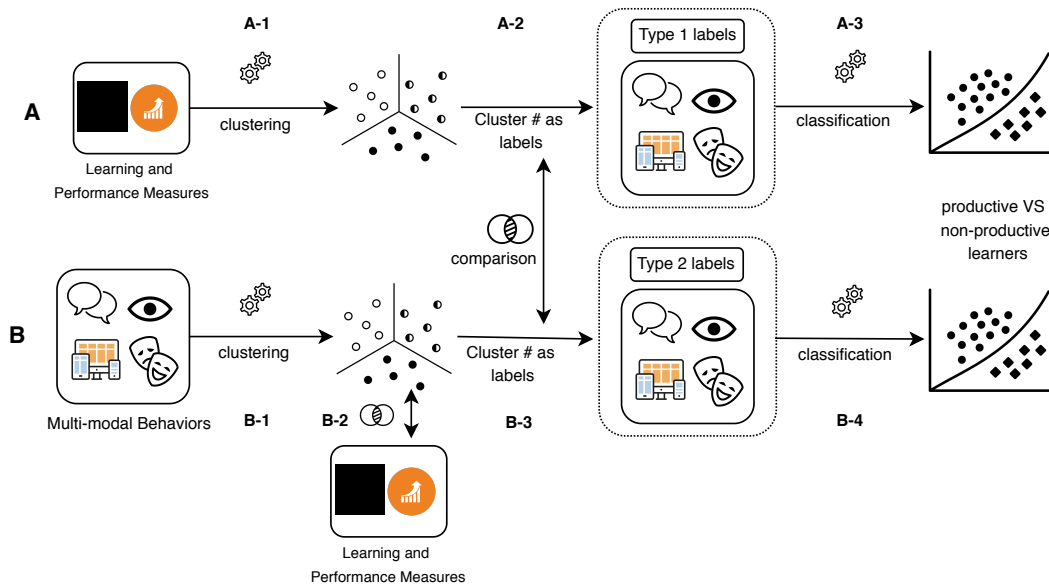 A-1
A-2
A-3
Type 1 labels
A
clustering
Cluster # as
labels
classification
Learning and
Performance Measures
productive VS
non-productive
learners
comparison
Type 2 labels
B
clustering
Cluster # as
labels
classification
Multi-modal Behaviors
B-1
B-2
B-3
B-4
Learning and
Performance Measures